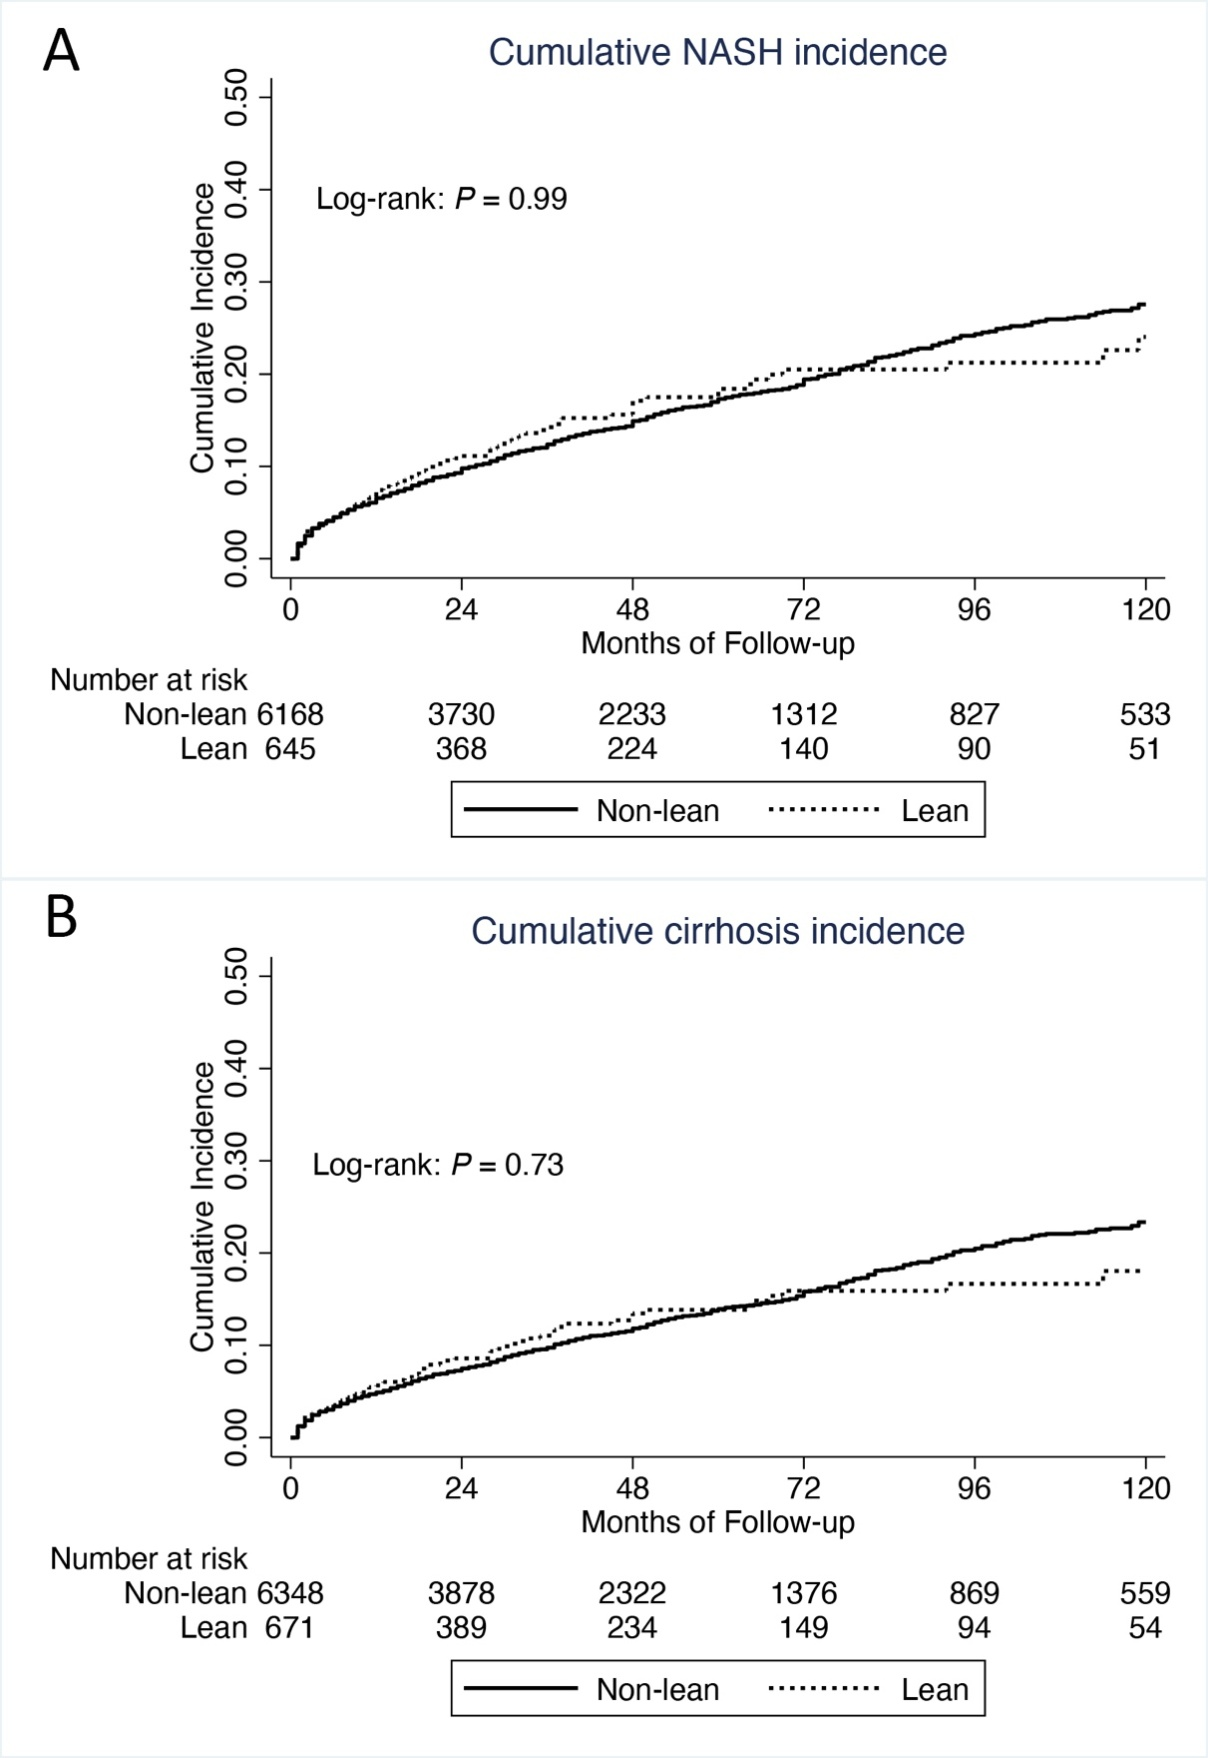 A
Cumulative NASH incidence
Cumulative Incidence
0.50
0.40
0.30
0.20
0.10
0.00
Log-rank: P = 0.99
0 24 48 72 96 120
Months of Follow-up
Number at risk
Non-lean 6168 3730 2233 1312 827 533
Lean 645 368 224 140 90 51
Non-lean Lean
B
Cumulative cirrhosis incidence
Cumulative Incidence
0.50
0.40
0.30
0.20
0.10
0.00
Log-rank: P = 0.73
0 24 48 72 96 120
Months of Follow-up
Number at risk
Non-lean 6348 3878 2322 1376 869 559
Lean 671 389 234 149 94 54
Non-lean Lean